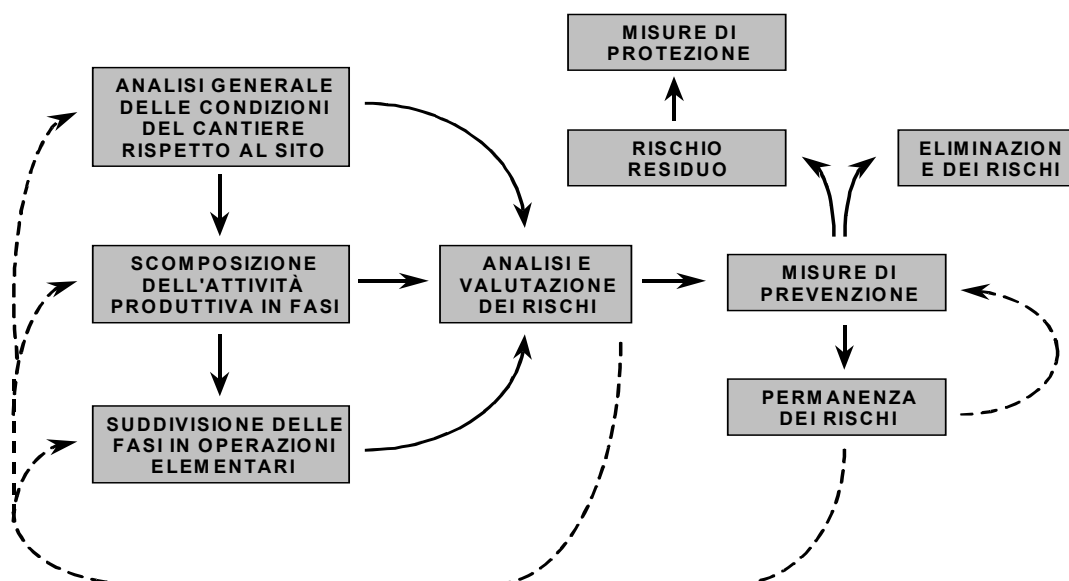 ANALISI GENERALE
DELLE CONDIZIONI
DEL CANTIERE
RISPETTO AL SITO
SCOMPOSIZIONE
DELL'ATTIVITÀ
PRODUTTIVA IN FASI
SUDDIVISIONE DELLE
FASI IN OPERAZIONI
ELEMENTARI
ANALISI E
VALUTAZIONE
DEI RISCHI
MISURE DI
PROTEZIONE
RISCHIO
RESIDUO
ELIMINAZION
E DEI RISCHI
MISURE DI
PREVENZIONE
PERMANENZA
DEI RISCHI